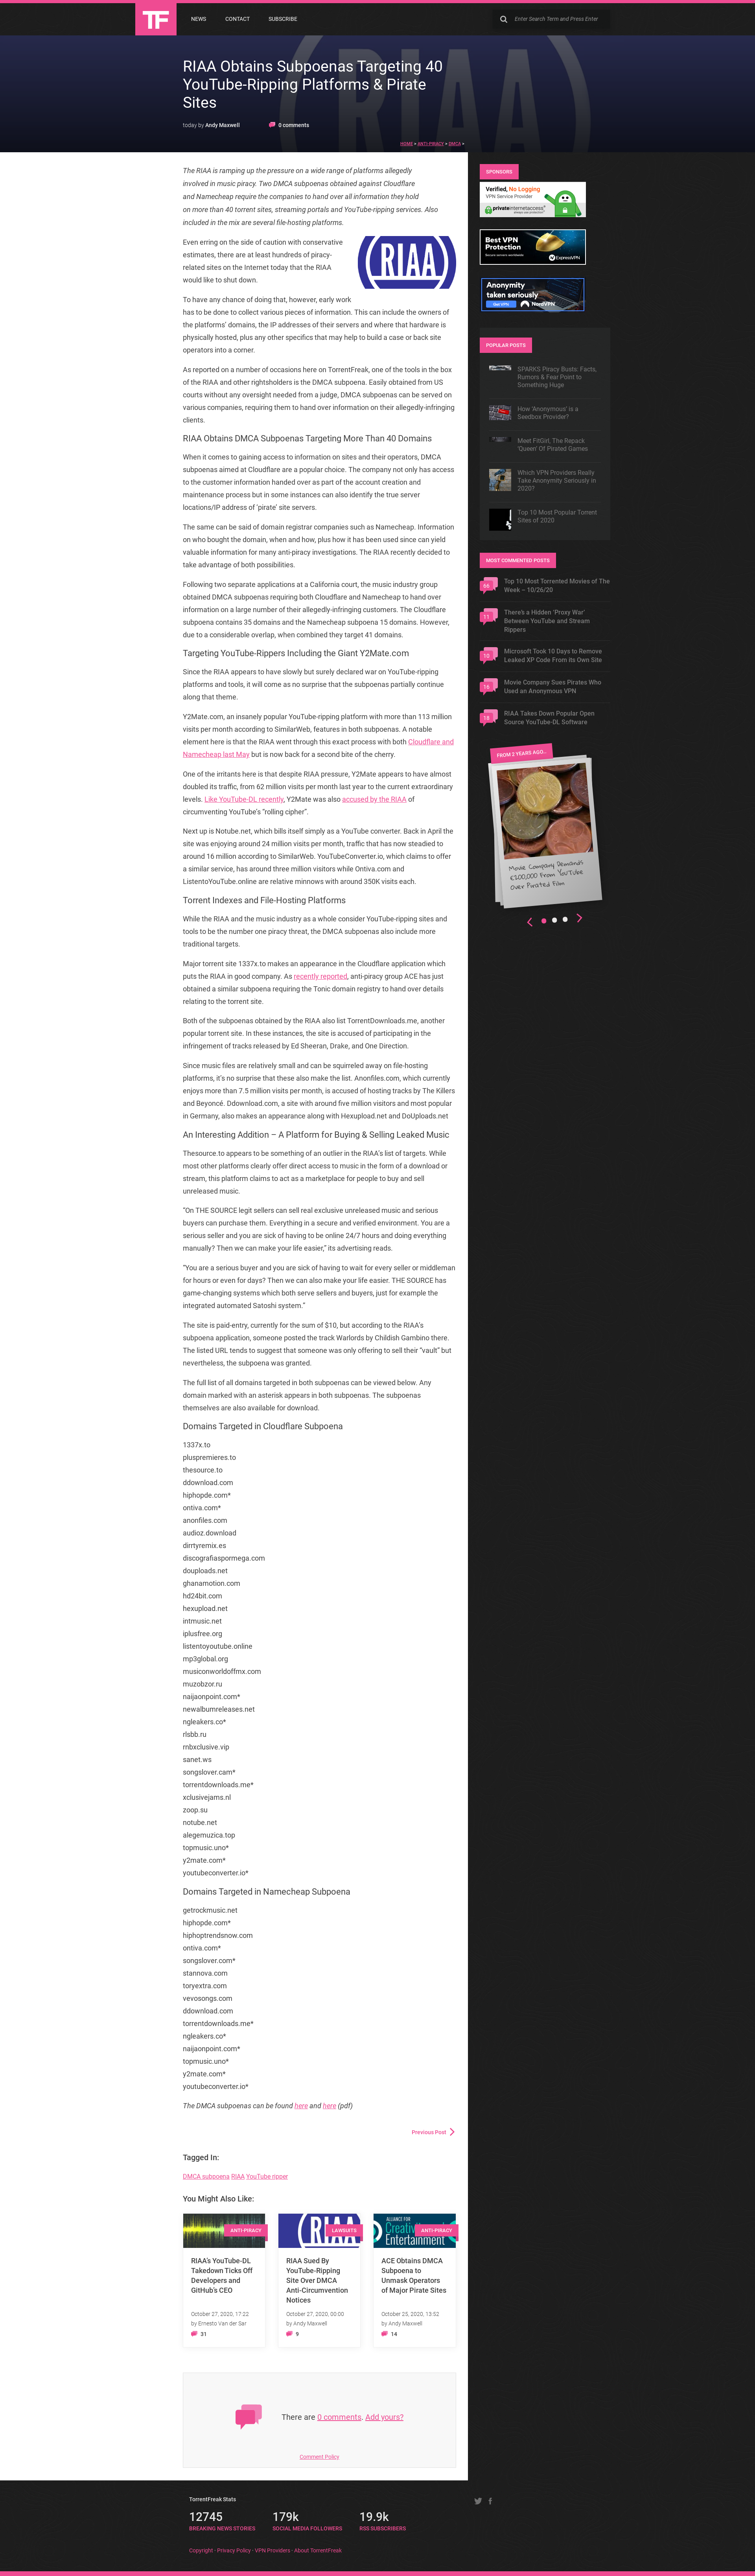 TF
NEWS
CONTACT
SUBSCRIBE
Enter Search Term and Press Enter
RIAA Obtains Subpoenas Targeting 40
YouTube-Ripping Platforms & Pirate
Sites
today by Andy Maxwell
0 comments
HOME • ANTI-PIRACY • DMCA •
The RIAA is ramping up the pressure on a wide range of platforms allegedly
involved in music piracy. Two DMCA subpoenas obtained against Cloudflare
and Namecheap require the companies to hand over all information they hold
on more than 40 torrent sites, streaming portals and YouTube-ripping services. Also
included in the mix are several file-hosting platforms.
(RIAA)
Even erring on the side of caution with conservative
estimates, there are at least hundreds of piracy-
related sites on the Internet today that the RIAA
would like to shut down.
To have any chance of doing that, however, early work
has to be done to collect various pieces of information. This can include the owners of
the platforms' domains, the IP addresses of their servers and where that hardware is
physically hosted, plus any other specifics that may help to build a case or back site
operators into a corner.
As reported on a number of occasions here on TorrentFreak, one of the tools in the box
of the RIAA and other rightsholders is the DMCA subpoena. Easily obtained from US
courts without any oversight needed from a judge, DMCA subpoenas can be served on
various companies, requiring them to hand over information on their allegedly-infringing
clients.
RIAA Obtains DMCA Subpoenas Targeting More Than 40 Domains
When it comes to gaining access to information on sites and their operators, DMCA
subpoenas aimed at Cloudflare are a popular choice. The company not only has access
to the customer information handed over as part of the account creation and
maintenance process but in some instances can also identify the true server
locations/IP address of 'pirate' sites servers.
The same can be said of domain registrar companies such as Namecheap. Information
on who bought the domain, when and how, plus how it has been used since can yield
valuable information for many anti-piracy investigations. The RIAA recently decided to
take advantage of both possibilities.
Following two separate applications at a California court, the music industry group
obtained DMCA subpoenas requiring both Cloudflare and Namecheap to hand over
information on a large number of their allegedly-infringing customers. The Cloudflare
subpoena contains 35 domains and the Namecheap subpoena 15 domains. However,
due to a considerable overlap, when combined they target 41 domains.
Targeting YouTube-Rippers Including the Giant Y2Mate.com
Since the RIAA appears to have slowly but surely declared war on YouTube-ripping
platforms and tools, it will come as no surprise that the subpoenas partially continue
along that theme.
Y2Mate.com, an insanely popular YouTube-ripping platform with more than 113 million
visits per month according to SimilarWeb, features in both subpoenas. A notable
element here is that the RIAA went through this exact process with both Cloudflare and
Namecheap last May but is now back for a second bite of the cherry.
One of the irritants here is that despite RIAA pressure, Y2Mate appears to have almost
doubled its traffic, from 62 million visits per month last year to the current extraordinary
levels. Like YouTube-DL recently, Y2Mate was also accused by the RIAA of
circumventing YouTube's "rolling cipher".
Next up is Notube.net, which bills itself simply as a YouTube converter. Back in April the
site was enjoying around 24 million visits per month, traffic that has now steadied to
around 16 million according to SimilarWeb. YouTubeConverter.io, which claims to offer
a similar service, has around three million visitors while Ontiva.com and
ListentoYouTube.online are relative minnows with around 350K visits each.
Torrent Indexes and File-Hosting Platforms
While the RIAA and the music industry as a whole consider YouTube-ripping sites and
tools to be the number one piracy threat, the DMCA subpoenas also include more
traditional targets.
Major torrent site 1337x.to makes an appearance in the Cloudflare application which
puts the RIAA in good company. As recently reported, anti-piracy group ACE has just
obtained a similar subpoena requiring the Tonic domain registry to hand over details
relating to the torrent site.
Both of the subpoenas obtained by the RIAA also list TorrentDownloads.me, another
popular torrent site. In these instances, the site is accused of participating in the
infringement of tracks released by Ed Sheeran, Drake, and One Direction.
Since music files are relatively small and can be squirreled away on file-hosting
platforms, it's no surprise that these also make the list. Anonfiles.com, which currently
enjoys more than 7.5 million visits per month, is accused of hosting tracks by The Killers
and Beyoncé. Ddownload.com, a site with around five million visitors and most popular
in Germany, also makes an appearance along with Hexupload.net and DoUploads.net
An Interesting Addition – A Platform for Buying & Selling Leaked Music
Thesource.to appears to be something of an outlier in the RIAA's list of targets. While
most other platforms clearly offer direct access to music in the form of a download or
stream, this platform claims to act as a marketplace for people to buy and sell
unreleased music.
"On THE SOURCE legit sellers can sell real exclusive unreleased music and serious
buyers can purchase them. Everything in a secure and verified environment. You are a
serious seller and you are sick of having to be online 24/7 hours and doing everything
manually? Then we can make your life easier," its advertising reads.
"You are a serious buyer and you are sick of having to wait for every seller or middleman
for hours or even for days? Then we can also make your life easier. THE SOURCE has
game-changing systems which both serve sellers and buyers, just for example the
integrated automated Satoshi system."
The site is paid-entry, currently for the sum of $10, but according to the RIAA's
subpoena application, someone posted the track Warlords by Childish Gambino there.
The listed URL tends to suggest that someone was only offering to sell their "vault" but
nevertheless, the subpoena was granted.
The full list of all domains targeted in both subpoenas can be viewed below. Any
domain marked with an asterisk appears in both subpoenas. The subpoenas
themselves are also available for download.
Domains Targeted in Cloudflare Subpoena
1337x.to
pluspremieres.to
thesource.to
ddownload.com
hiphopde.com*
ontiva.com*
anonfiles.com
audioz.download
dirrtyremix.es
discografiaspormega.com
douploads.net
ghanamotion.com
hd24bit.com
hexupload.net
intmusic.net
iplusfree.org
listentoyoutube.online
mp3global.org
musiconworldoffmx.com
muzobzor.ru
naijaonpoint.com*
newalbumreleases.net
ngleakers.co*
rlsbb.ru
rnbxclusive.vip
sanet.ws
songslover.cam*
torrentdownloads.me*
xclusivejams.nl
zoop.su
notube.net
alegemuzica.top
topmusic.uno*
y2mate.com*
youtubeconverter.io*
Domains Targeted in Namecheap Subpoena
getrockmusic.net
hiphopde.com*
hiphoptrendsnow.com
ontiva.com*
songslover.com*
stannova.com
toryextra.com
vevosongs.com
ddownload.com
torrentdownloads.me*
ngleakers.co*
naijaonpoint.com*
topmusic.uno*
y2mate.com*
youtubeconverter.io*
The DMCA subpoenas can be found here and here (pdf)
Previous Post
Tagged In:
DMCA subpoena RIAA YouTube ripper
You Might Also Like:
ANTI-PIRACY
RIAA's YouTube-DL
Takedown Ticks Off
Developers and
GitHub's CEO
October 27, 2020, 17:22
by Ernesto Van der Sar
31
LAWSUITS
RIAA Sued By
YouTube-Ripping
Site Over DMCA
Anti-Circumvention
Notices
October 27, 2020, 00:00
by Andy Maxwell
9
ALLIANCE FOR
Entertainment
ANTI-PIRACY
ACE Obtains DMCA
Subpoena to
Unmask Operators
of Major Pirate Sites
October 25, 2020, 13:52
by Andy Maxwell
14
There are 0 comments. Add yours?
Comment Policy
SPONSORS
Verified, No Logging
VPN Service Provider
privateinternetaccess
Best VPN
Protection
Secure servers worldwide
ExpressVPN
Anonymity
taken seriously
Get VPN
NordVPN
POPULAR POSTS
SPARKS Piracy Busts: Facts,
Rumors & Fear Point to
Something Huge
How 'Anonymous' is a
Seedbox Provider?
Meet FitGirl, The Repack
'Queen' Of Pirated Games
Which VPN Providers Really
Take Anonymity Seriously in
2020?
Top 10 Most Popular Torrent
Sites of 2020
MOST COMMENTED POSTS
66
Top 10 Most Torrented Movies of The
Week – 10/26/20
51
There's a Hidden 'Proxy War'
Between YouTube and Stream
Rippers
19
Microsoft Took 10 Days to Remove
Leaked XP Code From its Own Site
16
Movie Company Sues Pirates Who
Used an Anonymous VPN
18
RIAA Takes Down Popular Open
Source YouTube-DL Software
FROM 2 YEARS AGO…
Movie Company Demands
€200,000 From YouTube
Over Pirated Film
TorrentFreak Stats
12745
BREAKING NEWS STORIES
179k
SOCIAL MEDIA FOLLOWERS
19.9k
RSS SUBSCRIBERS
Copyright - Privacy Policy - VPN Providers - About TorrentFreak